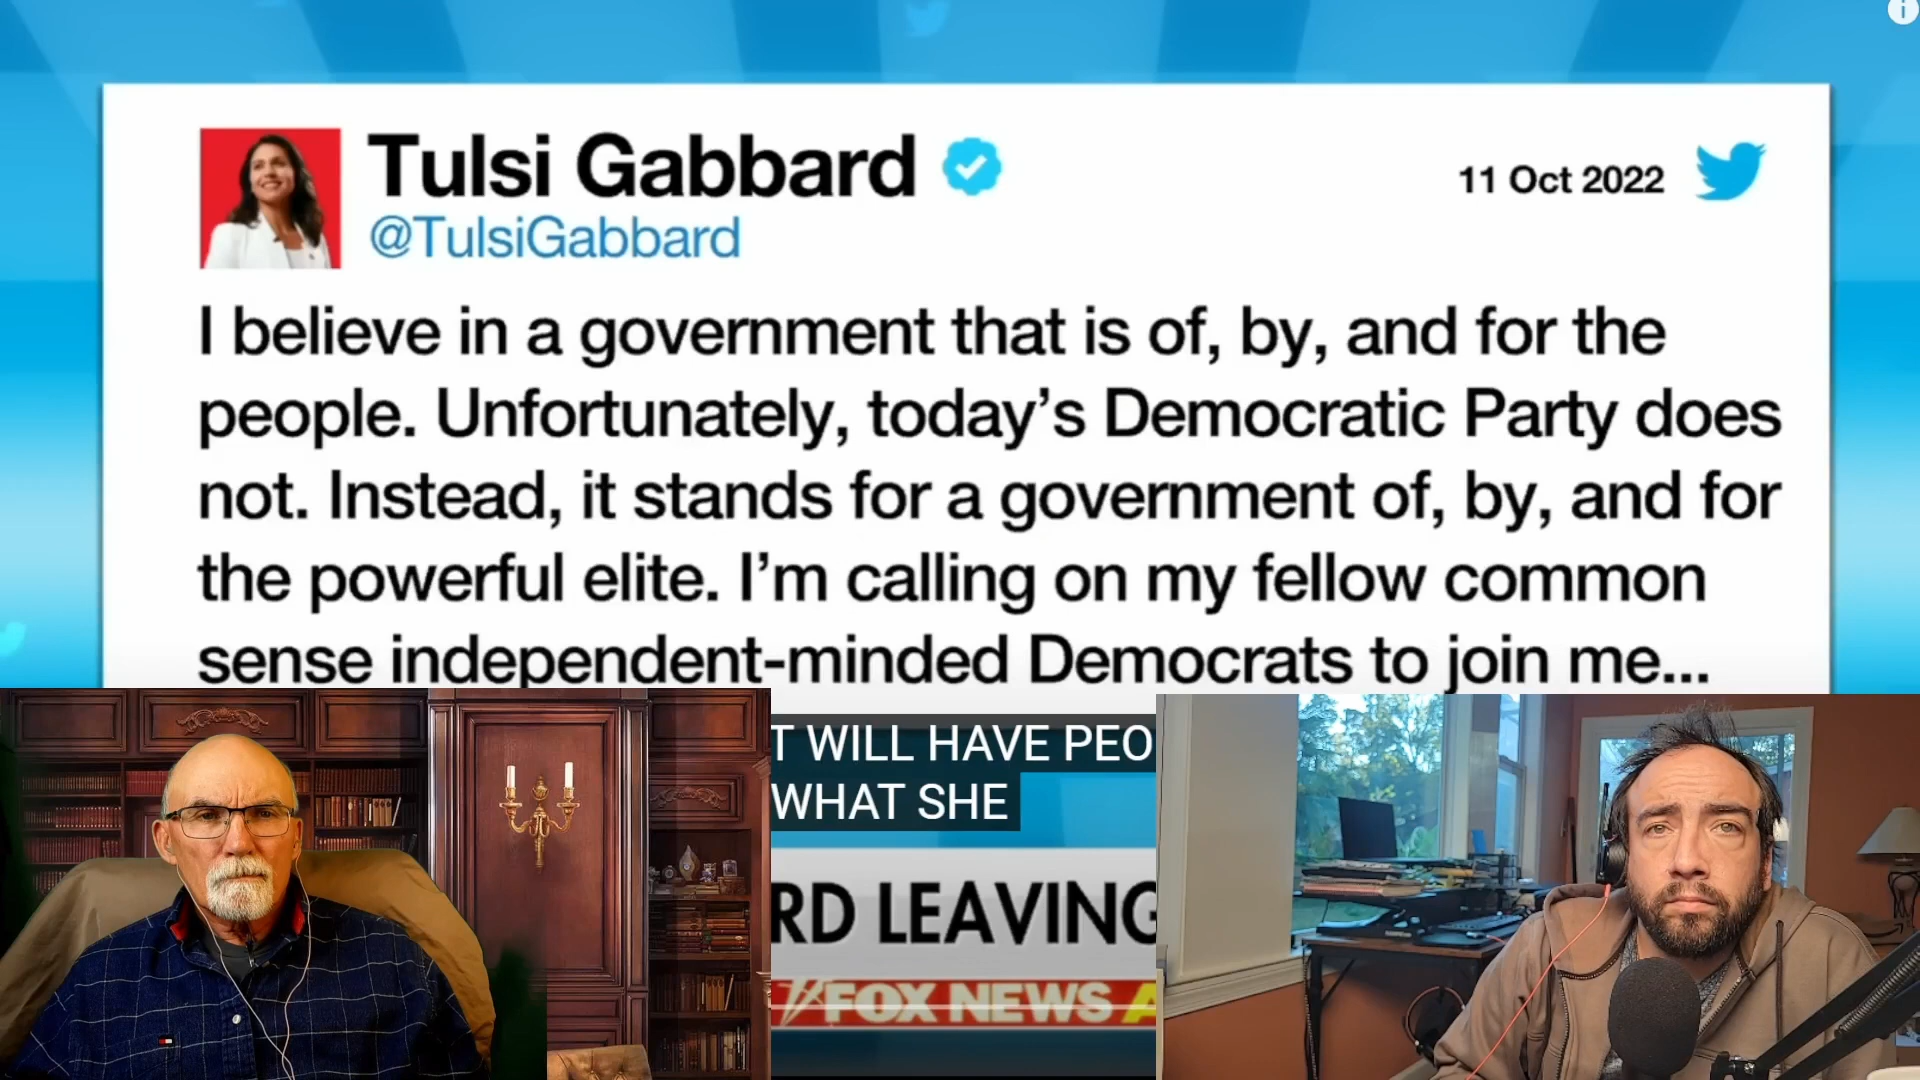 Tulsi Gabbard
@TulsiGabbard
11 Oct 2022
I believe in a government that is of, by, and for the
people. Unfortunately, today's Democratic Party does
not. Instead, it stands for a government of, by, and for
the powerful elite. I'm calling on my fellow common
sense independent-minded Democrats to join me...
T WILL HAVE PEO
WHAT SHE
RD LEAVING
FOX NEWS A